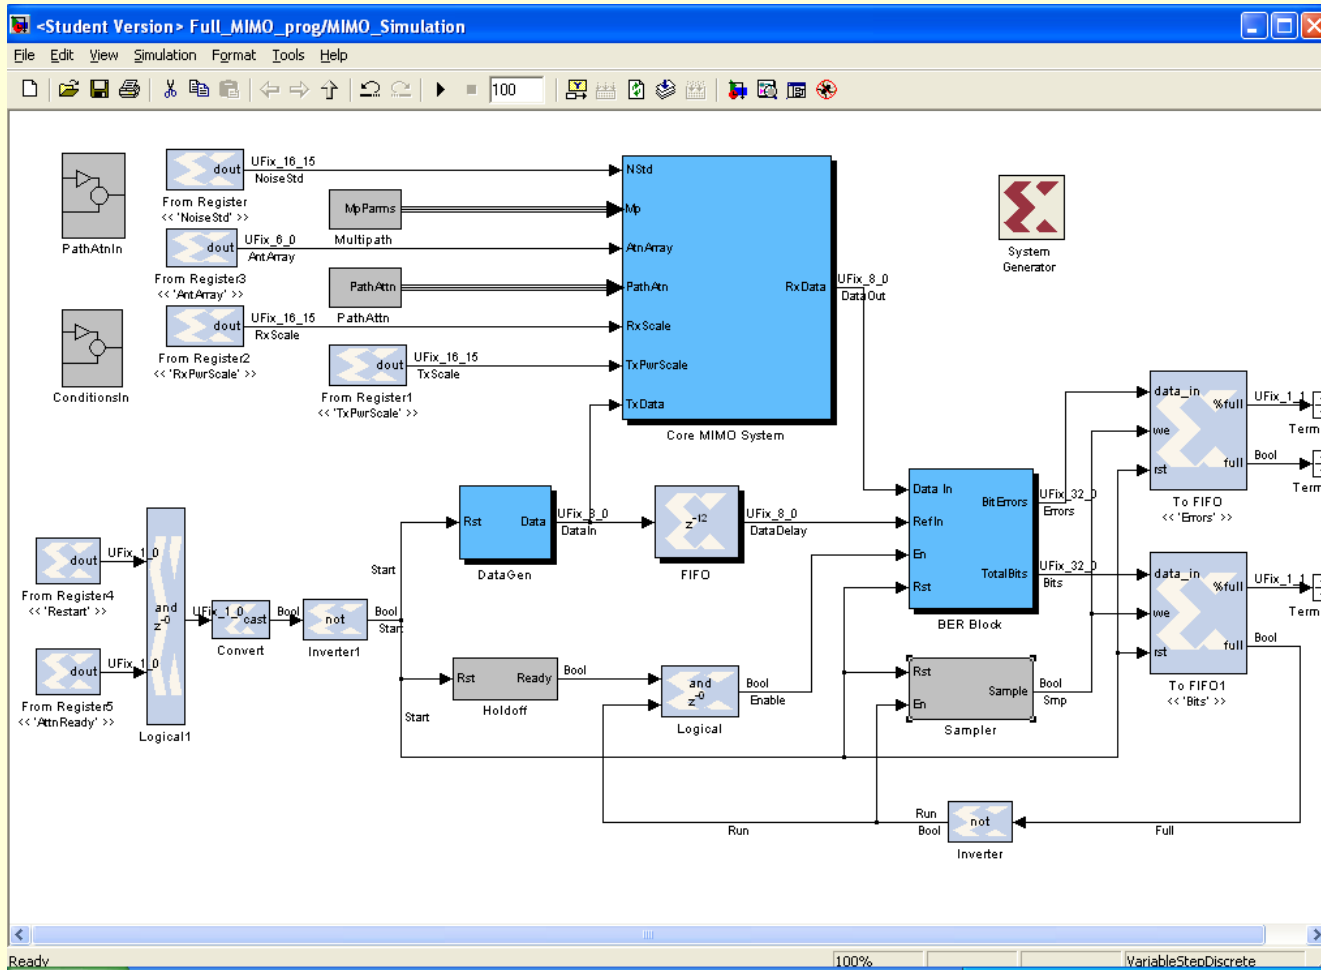 <Student Version> Full_MIMO_prog/MIMO_Simulation
File Edit View Simulation Format Tools Help
100
PathAtnIn
ConditionsIn
dout
From Register
<< 'NoiseStd' >>
UFix_16_15
NoiseStd
MpParms
Multipath
dout
From Register3
<< 'AntArray' >>
UFix_6_0
AntArray
PathAttn
PathAttn
dout
From Register2
<< 'RxPwrScale' >>
UFix_16_15
RxScale
dout
From Register1
<< 'TxPwrScale' >>
UFix_16_15
TxScale
NStd
Mp
AtnArray
PathAtn
RxScale
TxPwrScale
TxData
RxData
Core MIMO System
UFix_8_0
DataOut
System
Generator
dout
From Register4
<< 'Restart' >>
UFix_1_0
dout
From Register5
<< 'AttnReady' >>
UFix_1_0
and
z-0
Logical1
UFix_1_0
cast
Convert
Bool
not
Inverter1
Bool
Start
Start
Start
Rst Data
DataGen
UFix_8_0
DataIn
z-12
FIFO
UFix_8_0
DataDelay
Rst Ready
Holdoff
Bool
and
z-0
Logical
Bool
Enable
Data In
RefIn
En
Rst
BitErrors
TotalBits
BER Block
UFix_32_0
Errors
UFix_32_0
Bits
Rst
En
Sample
Sampler
Bool
Smp
data_in
we
rst
%full
full
To FIFO
<< 'Errors' >>
UFix_1_1
Term
Bool
Term
data_in
we
rst
%full
full
To FIFO1
<< 'Bits' >>
UFix_1_1
Term
Bool
Run
Run
Bool
not
Inverter
Full
Ready
100%
VariableStepDiscrete